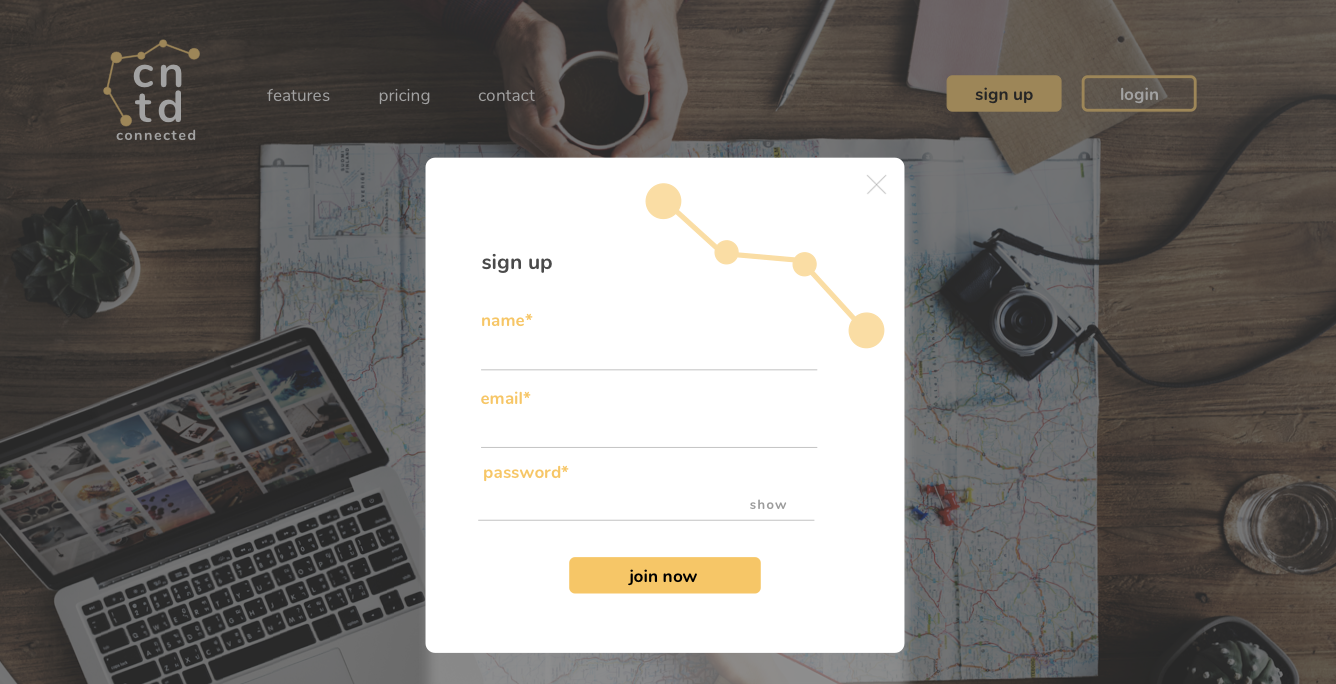 cn
td
connected
features
pricing
contact
sign up
login
sign up
name*
email*
password*
show
join now